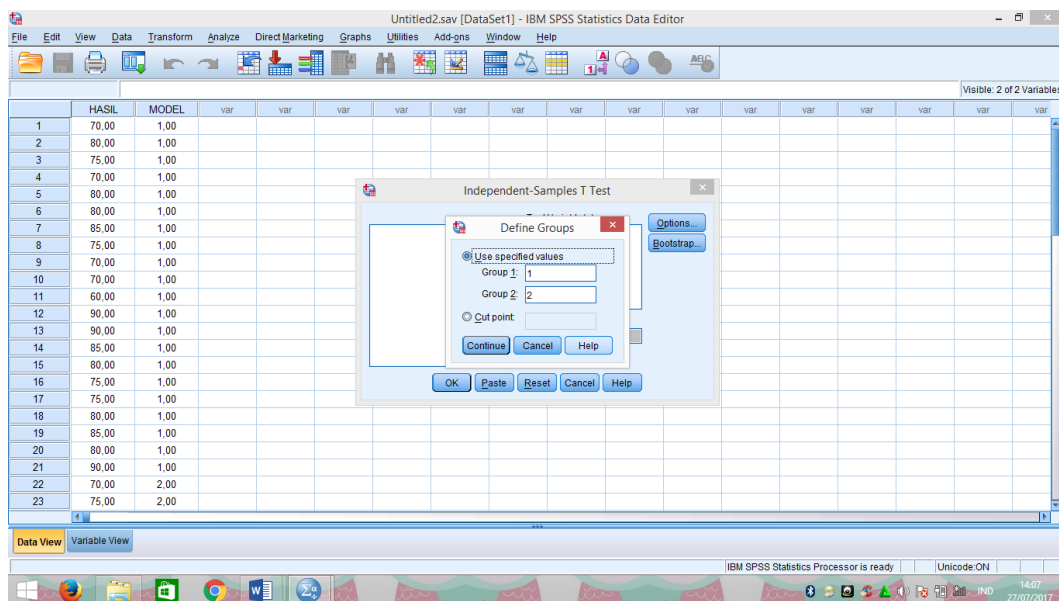 Untitled2.sav [DataSet1] - IBM SPSS Statistics Data Editor
File Edit View Data Transform Analyze Direct Marketing Graphs Utilities Add-ons Window Help
Visible: 2 of 2 Variables
HASIL MODEL var var var var var var var var var var var var var var var
1 70,00 1,00
2 80,00 1,00
3 75,00 1,00
4 70,00 1,00
5 80,00 1,00
6 80,00 1,00
7 85,00 1,00
8 75,00 1,00
9 70,00 1,00
10 70,00 1,00
11 60,00 1,00
12 90,00 1,00
13 90,00 1,00
14 85,00 1,00
15 80,00 1,00
16 75,00 1,00
17 75,00 1,00
18 80,00 1,00
19 85,00 1,00
20 80,00 1,00
21 90,00 1,00
22 70,00 2,00
23 75,00 2,00
Independent-Samples T Test
Options...
Bootstrap...
Define Groups
Use specified values
Group 1: 1
Group 2: 2
Cut point:
Continue Cancel Help
OK Paste Reset Cancel Help
Data View Variable View
IBM SPSS Statistics Processor is ready Unicode:ON
IND 14:07
27/07/2017